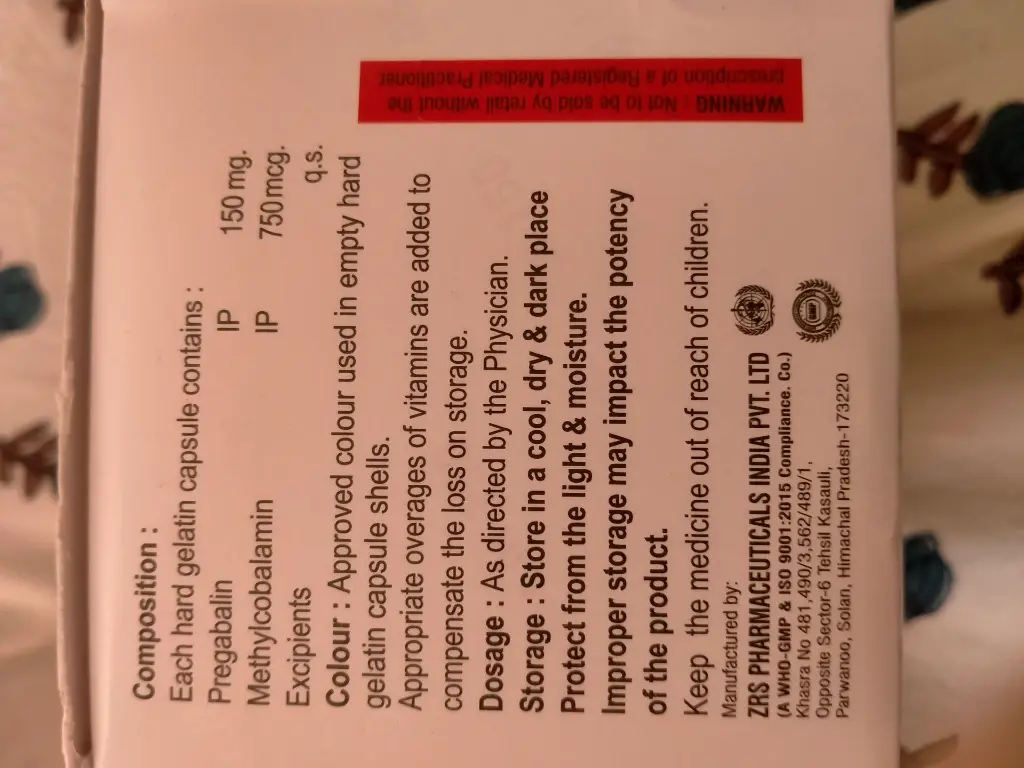 Composition :
Each hard gelatin capsule contains :
Pregabalin IP 150 mg.
Methylcobalamin IP 750mcg.
Excipients q.s.
Colour : Approved colour used in empty hard
gelatin capsule shells.
Appropriate overages of vitamins are added to
compensate the loss on storage.
Dosage : As directed by the Physician.
Storage : Store in a cool, dry & dark place
Protect from the light & moisture.
Improper storage may impact the potency
of the product.
Keep the medicine out of reach of children.
Manufactured by:
ZRS PHARMACEUTICALS INDIA PVT. LTD
(A WHO-GMP & ISO 9001:2015 Compliance. Co.)
Khasra No 481,490/3,562/489/1,
Opposite Sector-6 Tehsil Kasauli,
Parwanoo, Solan, Himachal Pradesh-173220
WARNING : Not to be sold by retail without the
prescription of a Registered Medical Practitioner